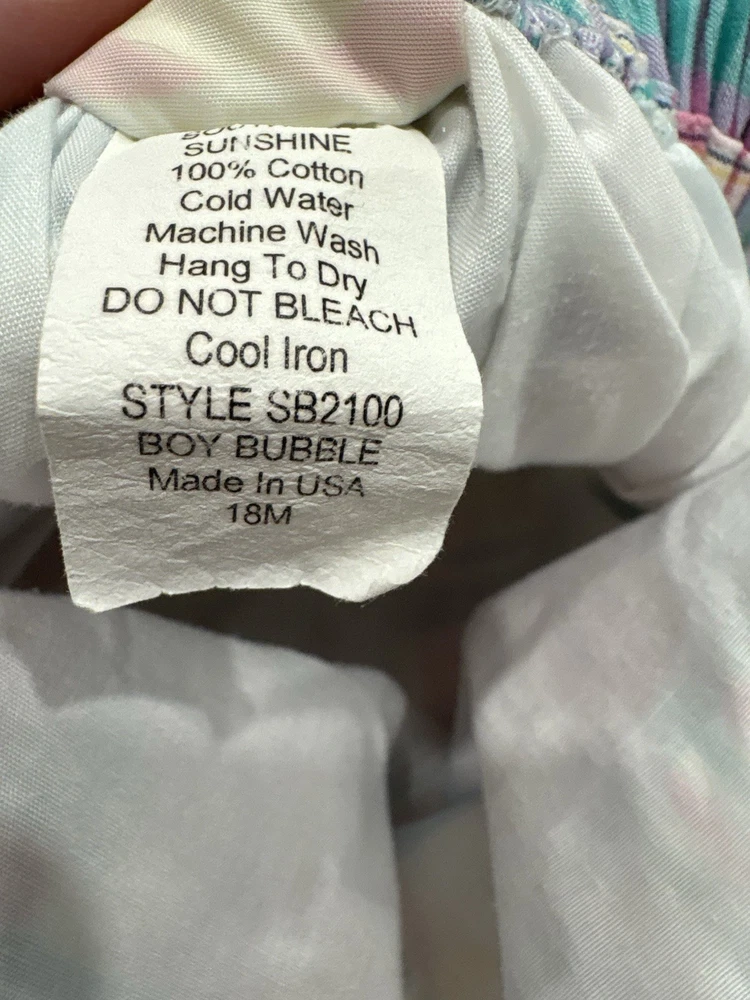 SUNSHINE
100% Cotton
Cold Water
Machine Wash
Hang To Dry
DO NOT BLEACH
Cool Iron
STYLE SB2100
BOY BUBBLE
Made In USA
18M